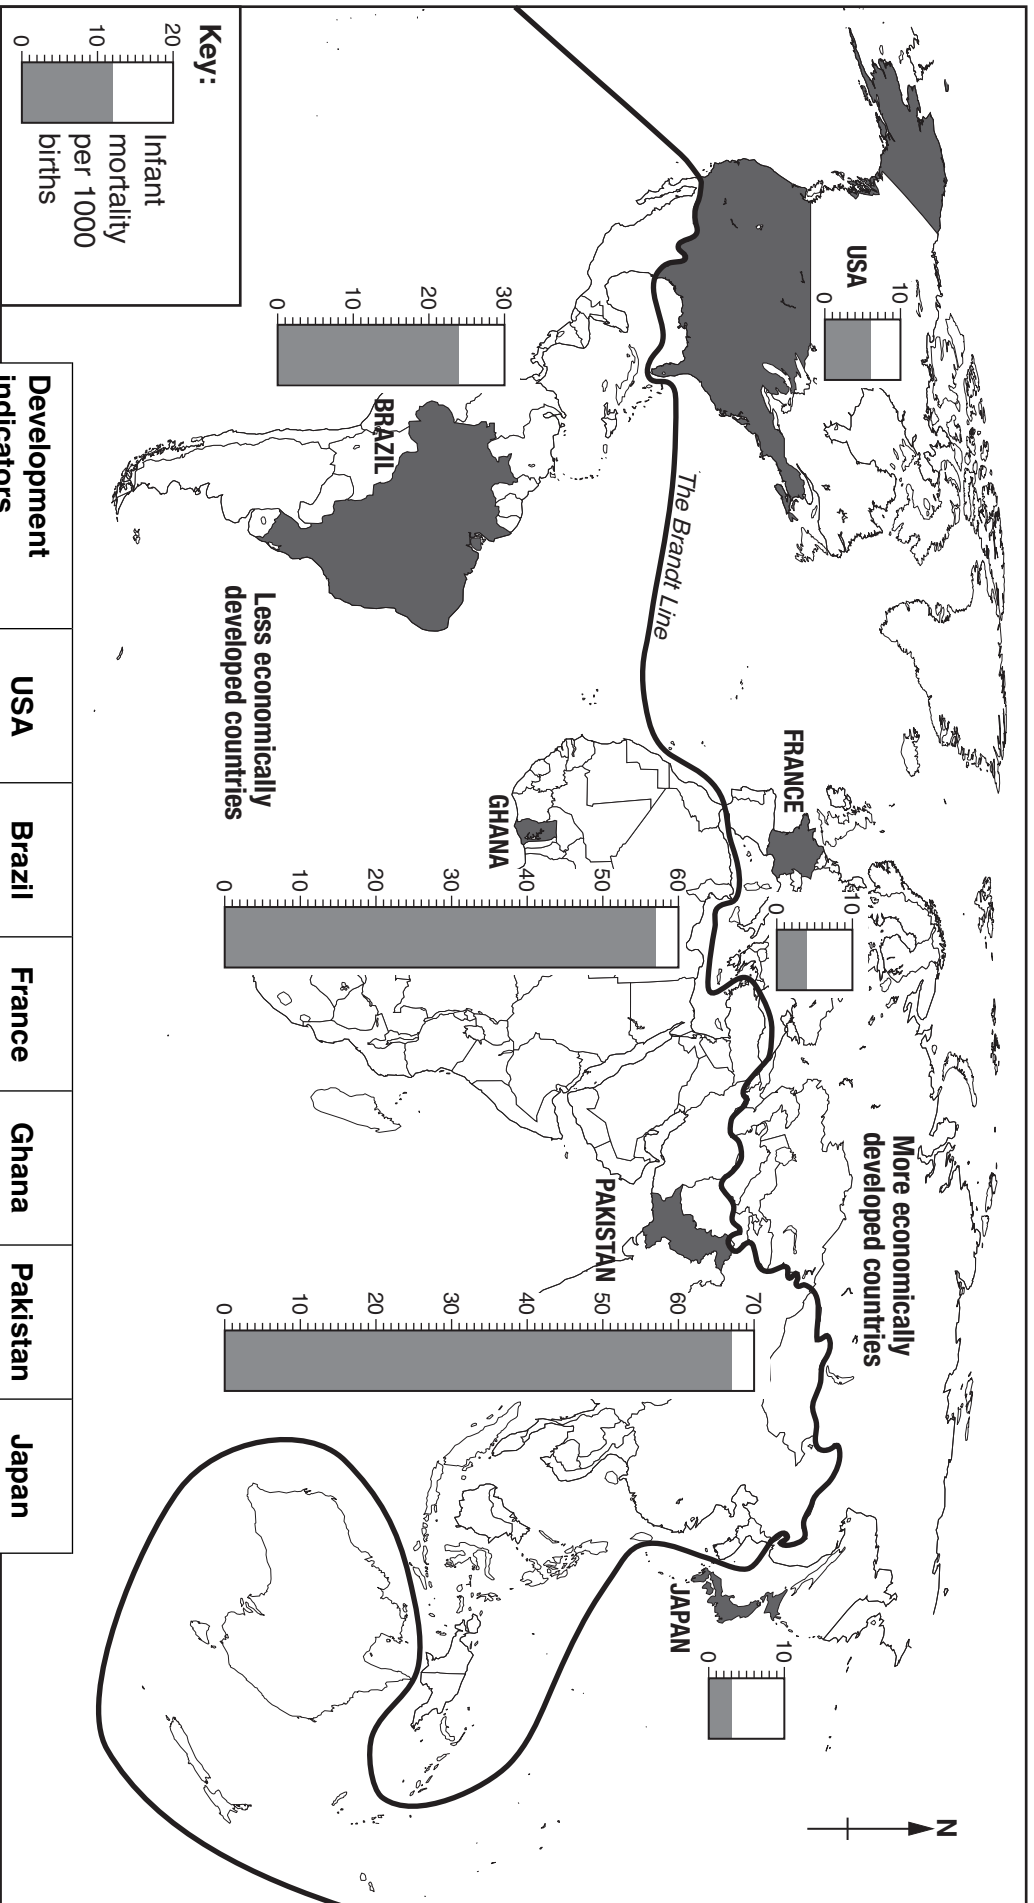 N
USA
0
10
FRANCE
0
10
More economically
developed countries
The Brandt Line
JAPAN
0
10
PAKISTAN
0
10
20
30
40
50
60
70
GHANA
0
10
20
30
40
50
60
BRAZIL
0
10
20
30
Less economically
developed countries
Key:
20
10
0
Infant
mortality
per 1000
births
Development USA Brazil France Ghana Pakistan Japan
indicators